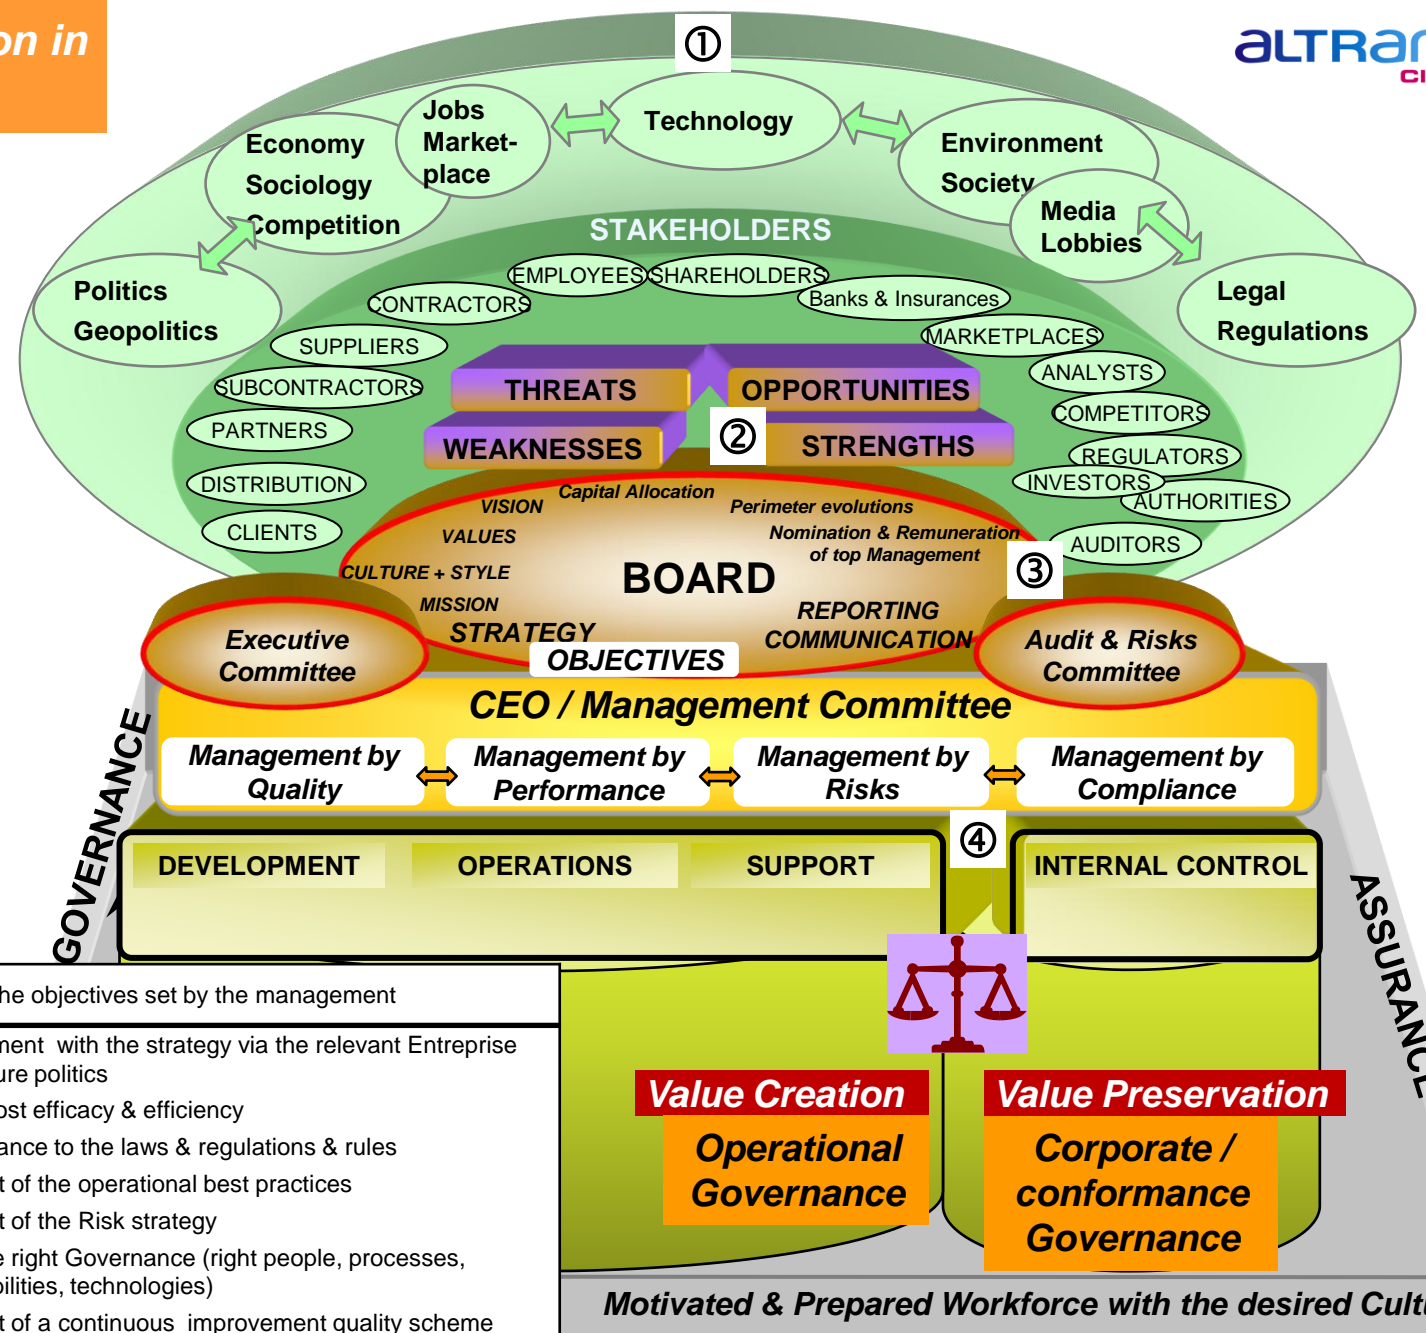 on in
①
ALTRAN
CI
Jobs
Market-
place
Technology
Economy
Sociology
Competition
Environment
Society
Media
Lobbies
Politics
Geopolitics
Legal
Regulations
STAKEHOLDERS
EMPLOYEES
SHAREHOLDERS
CONTRACTORS
Banks & Insurances
SUPPLIERS
MARKETPLACES
SUBCONTRACTORS
ANALYSTS
PARTNERS
COMPETITORS
DISTRIBUTION
REGULATORS
INVESTORS
CLIENTS
AUTHORITIES
AUDITORS
THREATS
OPPORTUNITIES
②
WEAKNESSES
STRENGTHS
VISION
Capital Allocation
Perimeter evolutions
VALUES
Nomination & Remuneration
of top Management
CULTURE + STYLE
BOARD
③
MISSION
REPORTING
COMMUNICATION
STRATEGY
OBJECTIVES
Executive
Committee
Audit & Risks
Committee
CEO / Management Committee
Management by
Quality
Management by
Performance
Management by
Risks
Management by
Compliance
GOVERNANCE
ASSURANCE
④
DEVELOPMENT
OPERATIONS
SUPPORT
INTERNAL CONTROL
he objectives set by the management
ment with the strategy via the relevant Entreprise
ure politics
ost efficacy & efficiency
ance to the laws & regulations & rules
t of the operational best practices
t of the Risk strategy
e right Governance (right people, processes,
bilities, technologies)
t of a continuous improvement quality scheme
Value Creation
Operational
Governance
Value Preservation
Corporate /
conformance
Governance
Motivated & Prepared Workforce with the desired Cultu